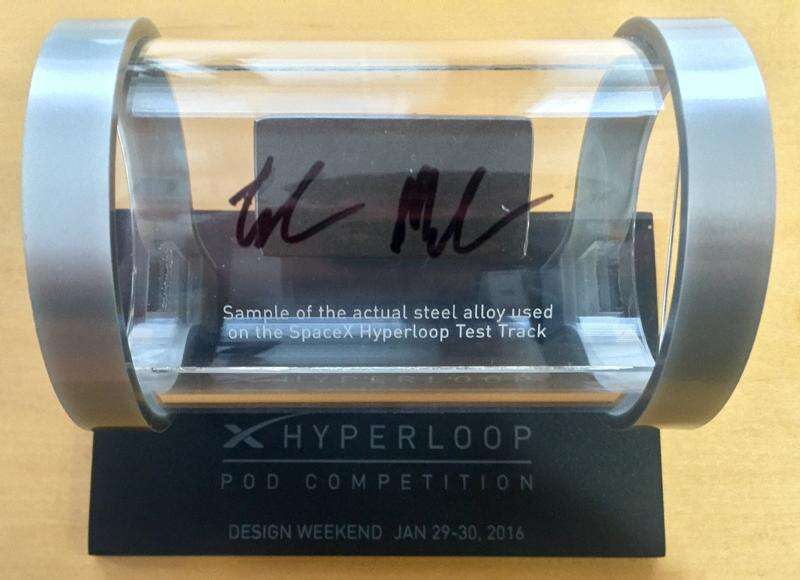 Sample of the actual steel alloy used
on the SpaceX Hyperloop Test Track
HYPERLOOP
X HYPERLOOP
POD COMPETITION
DESIGN WEEKEND JAN 29-30, 2016